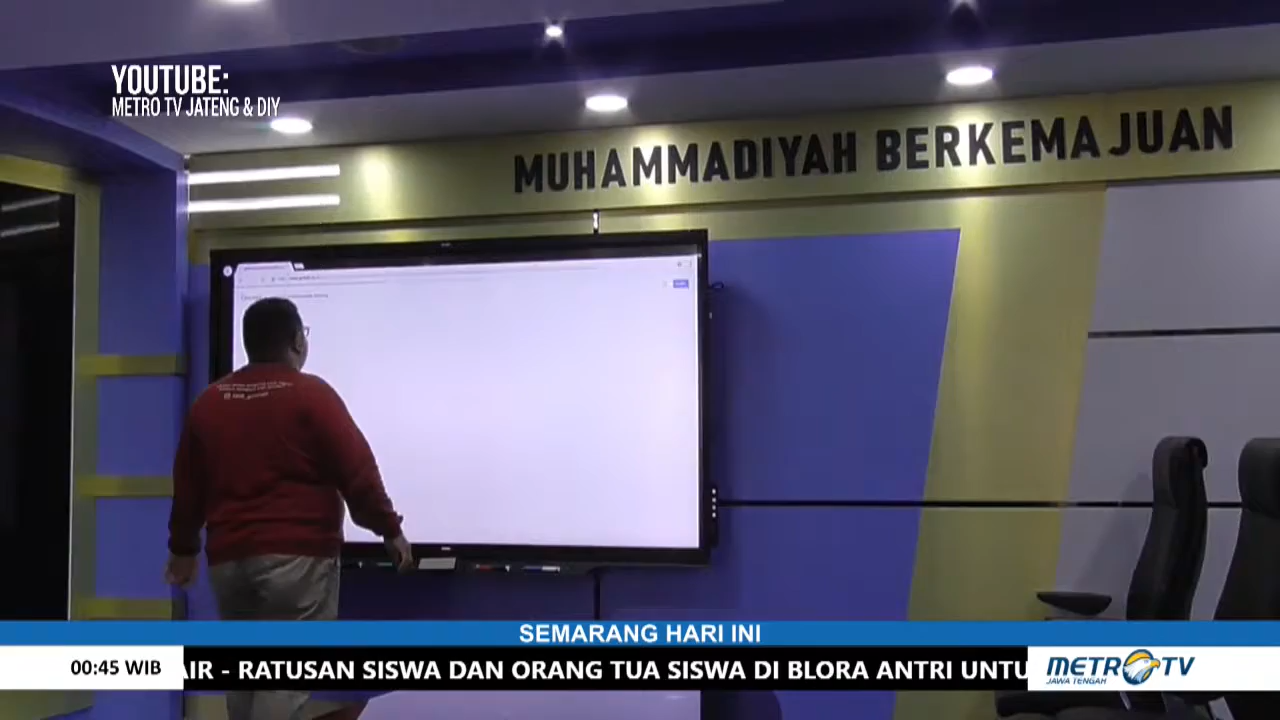 YOUTUBE:
METRO TV JATENG & DIY
MUHAMMADIYAH BERKEMAJUAN
SEMARANG HARI INI
00:45 WIB
AIR - RATUSAN SISWA DAN ORANG TUA SISWA DI BLORA ANTRI UNTU
METRO TV
JAWA TENGAH